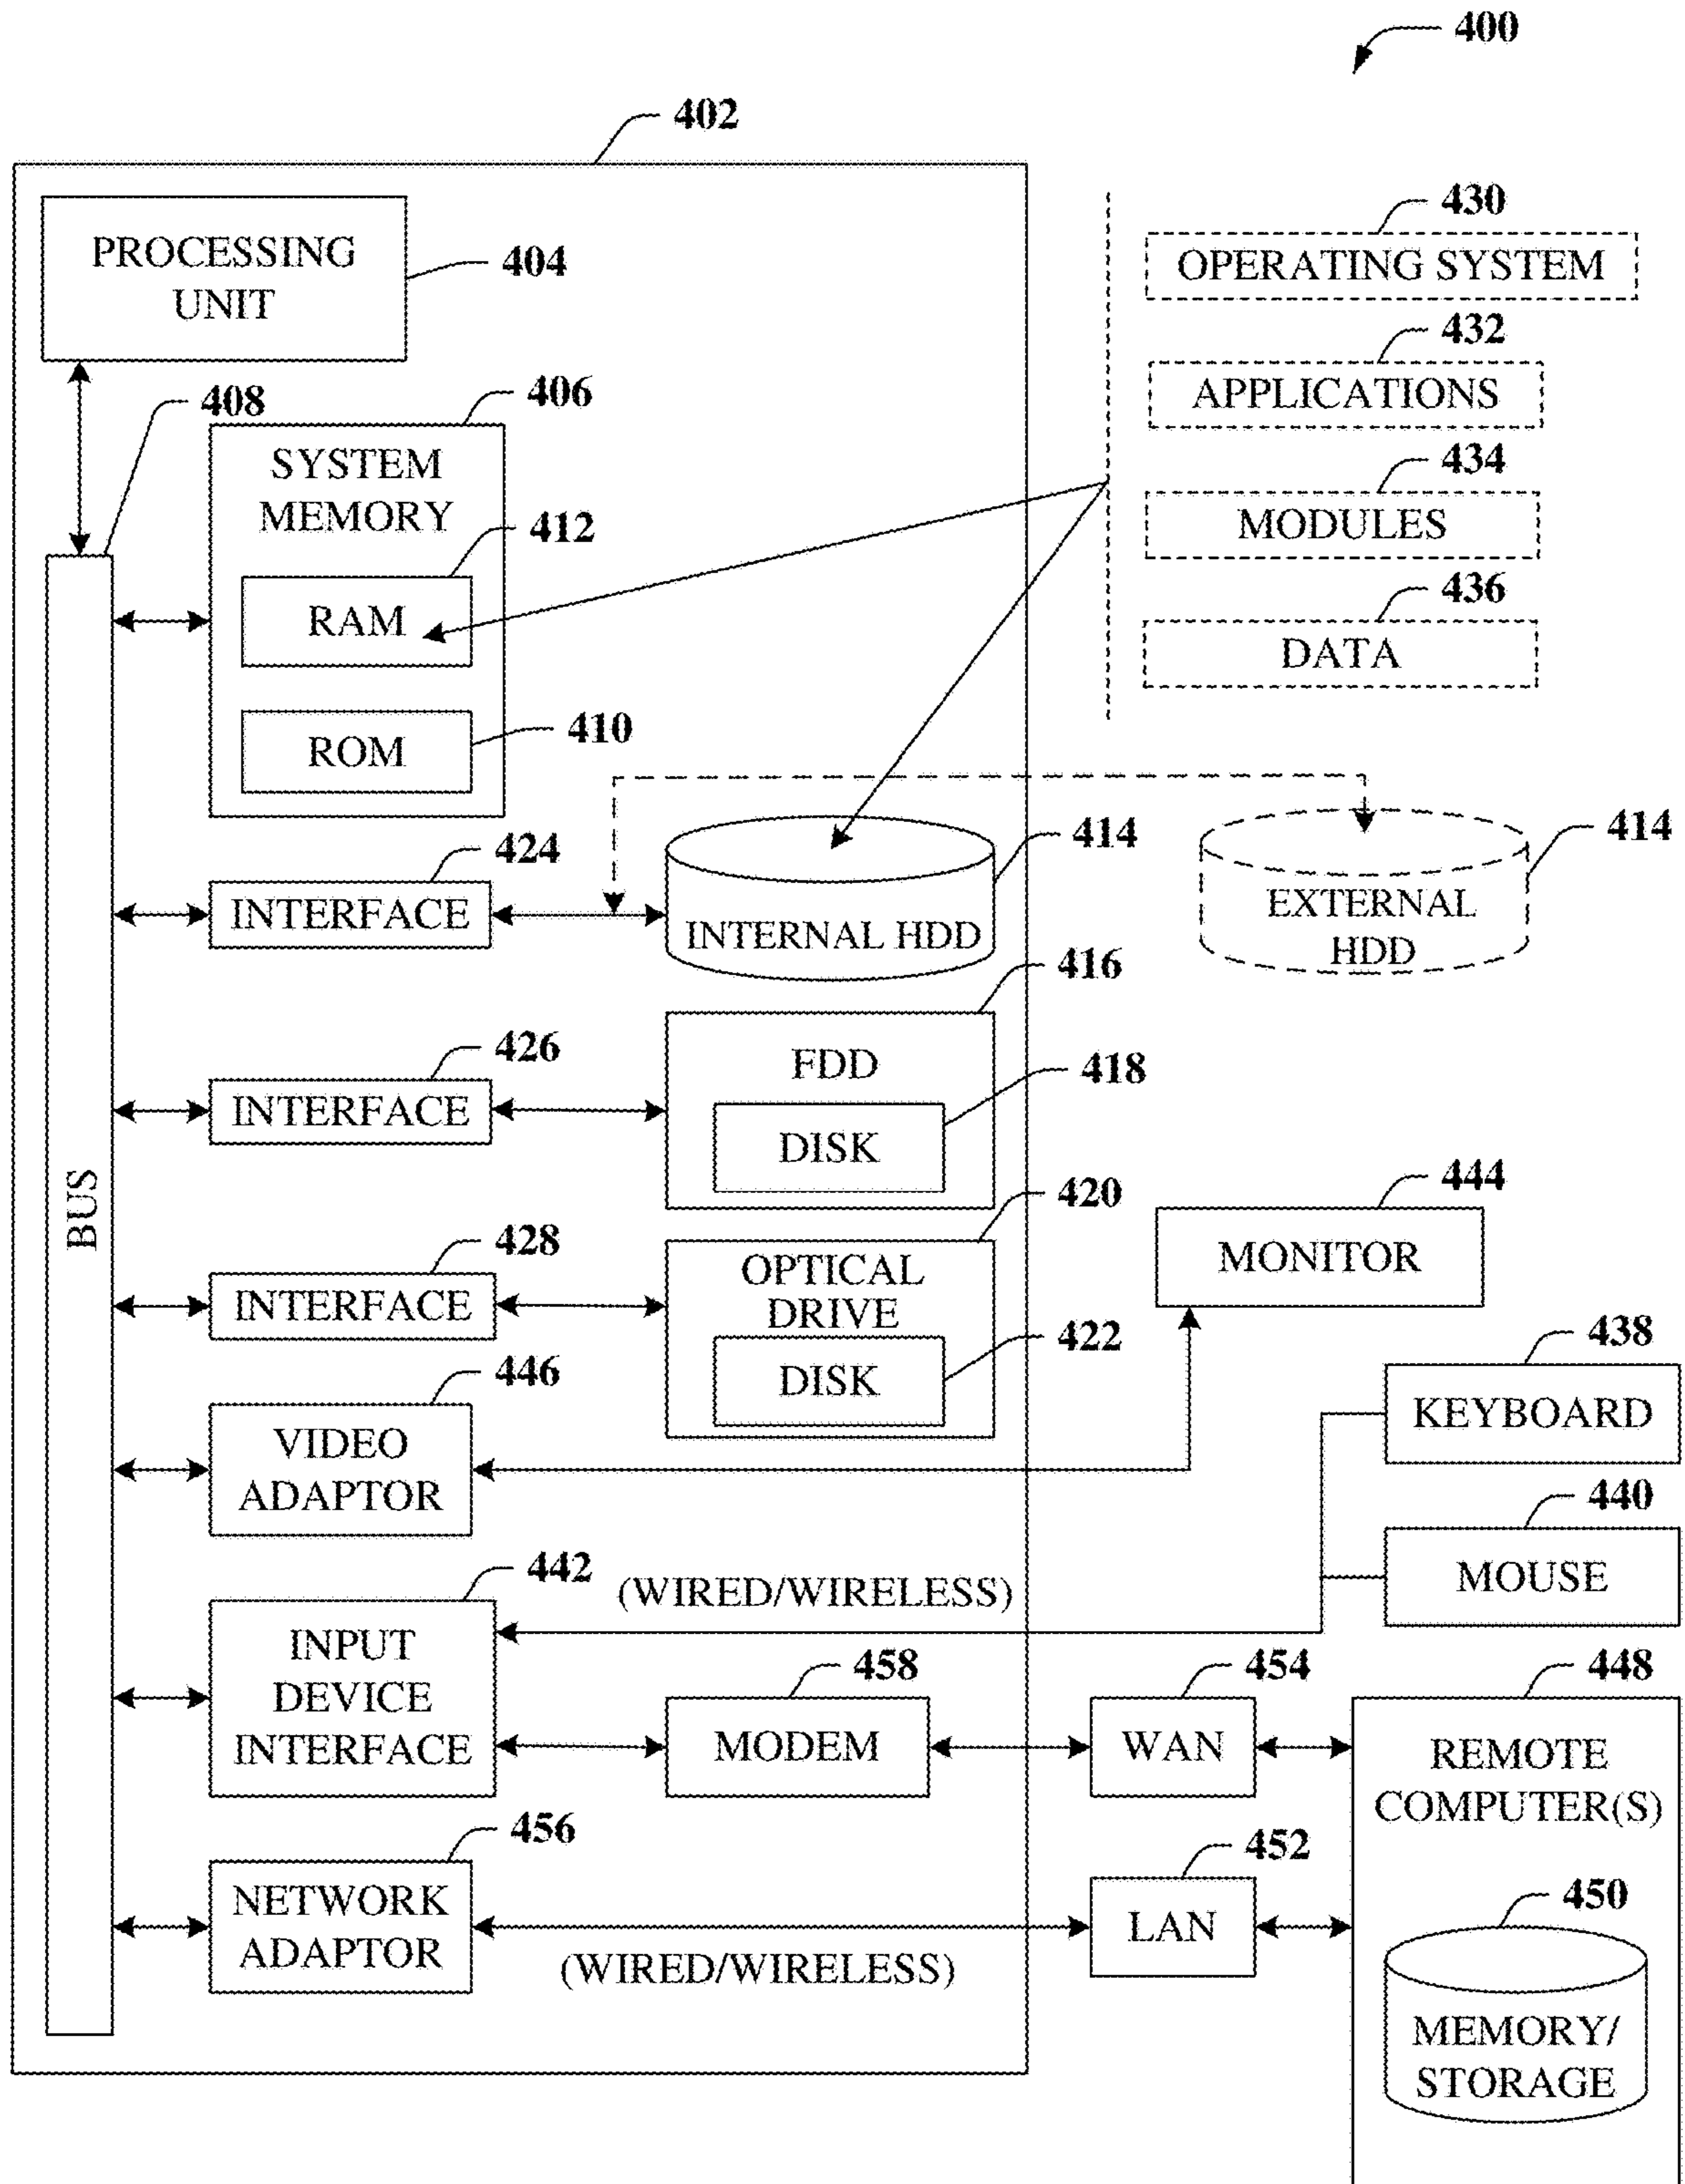 400
402
PROCESSING
UNIT
404
430
OPERATING SYSTEM
432
APPLICATIONS
434
MODULES
436
DATA
408
406
SYSTEM
MEMORY
412
RAM
410
ROM
BUS
424
INTERFACE
414
INTERNAL HDD
414
EXTERNAL
HDD
426
INTERFACE
416
FDD
418
DISK
428
INTERFACE
420
OPTICAL
DRIVE
422
DISK
444
MONITOR
446
VIDEO
ADAPTOR
438
KEYBOARD
440
MOUSE
442
INPUT
DEVICE
INTERFACE
(WIRED/WIRELESS)
458
MODEM
454
WAN
448
REMOTE
COMPUTER(S)
456
NETWORK
ADAPTOR
(WIRED/WIRELESS)
452
LAN
450
MEMORY/
STORAGE